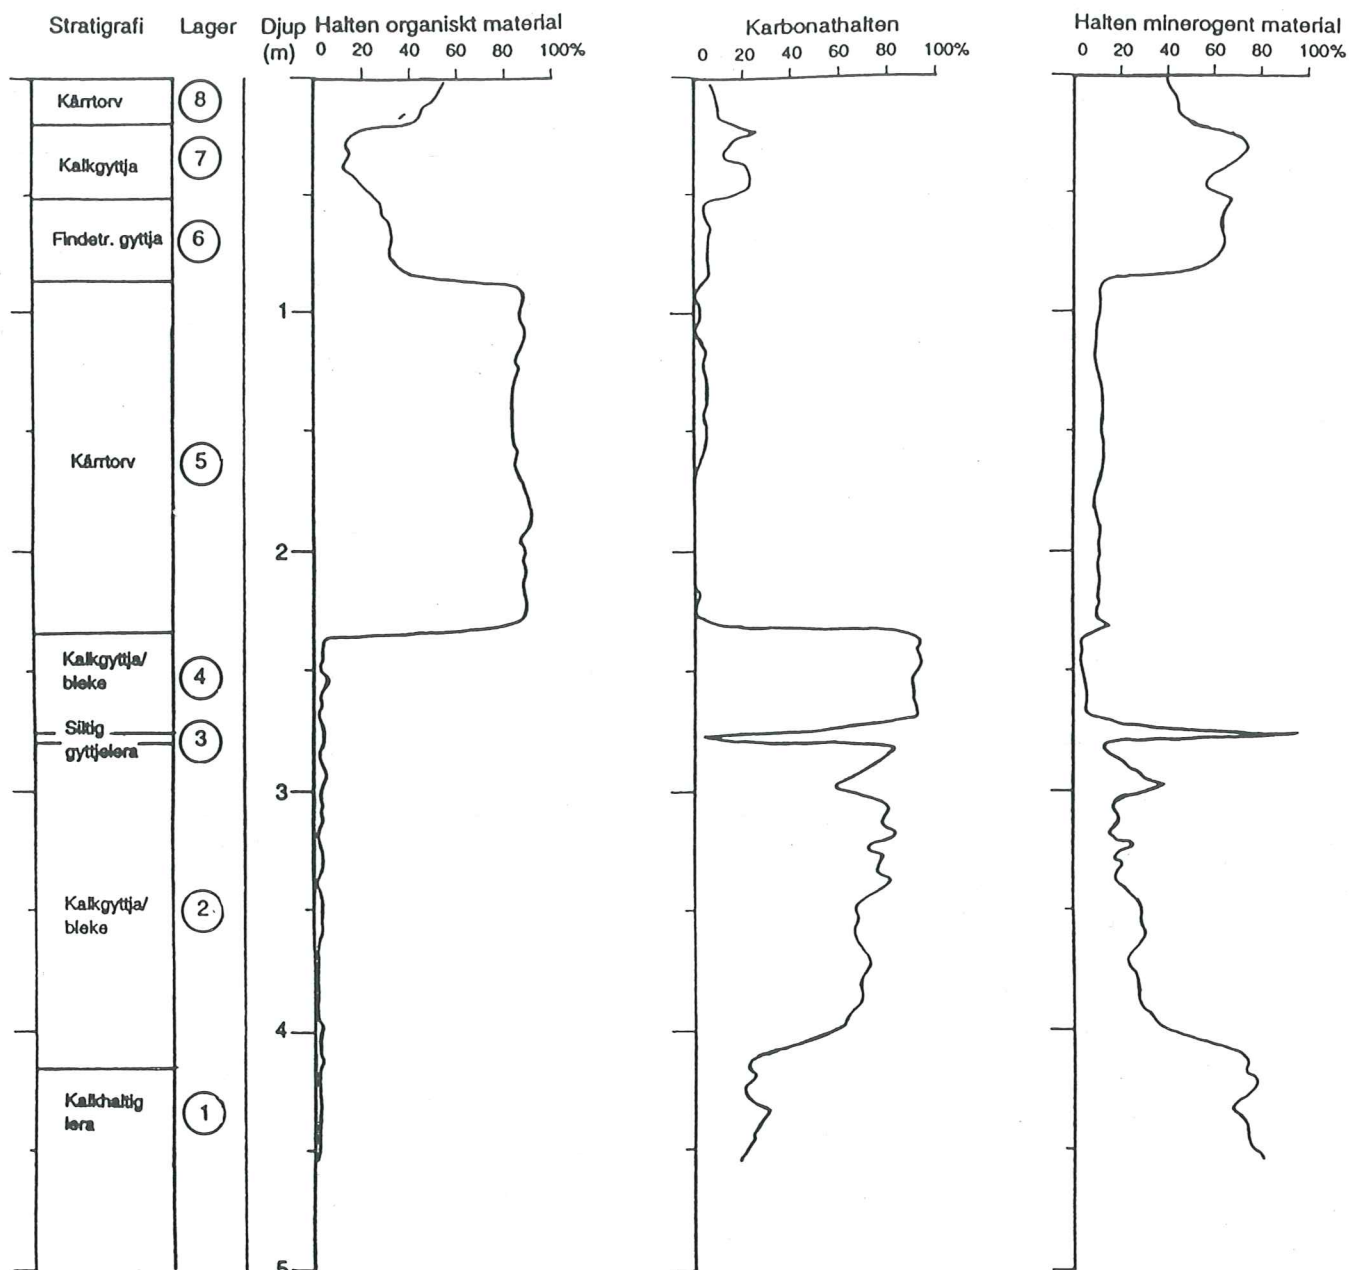 Stratigrafi Lager Djup Halten organiskt material Karbonathalten Halten minerogent material
(m) 0 20 40 60 80 100% 0 20 40 60 80 100% 0 20 40 60 80 100%
Kärrtorv 8
Kalkgyttja 7
Findetr. gyttja 6
1
Kärrtorv 5
2
Kalkgyttja/
bleke 4
Siltig
gyttjelera 3
3
Kalkgyttja/
bleke 2
4
Kalkhaltig
lera 1
5